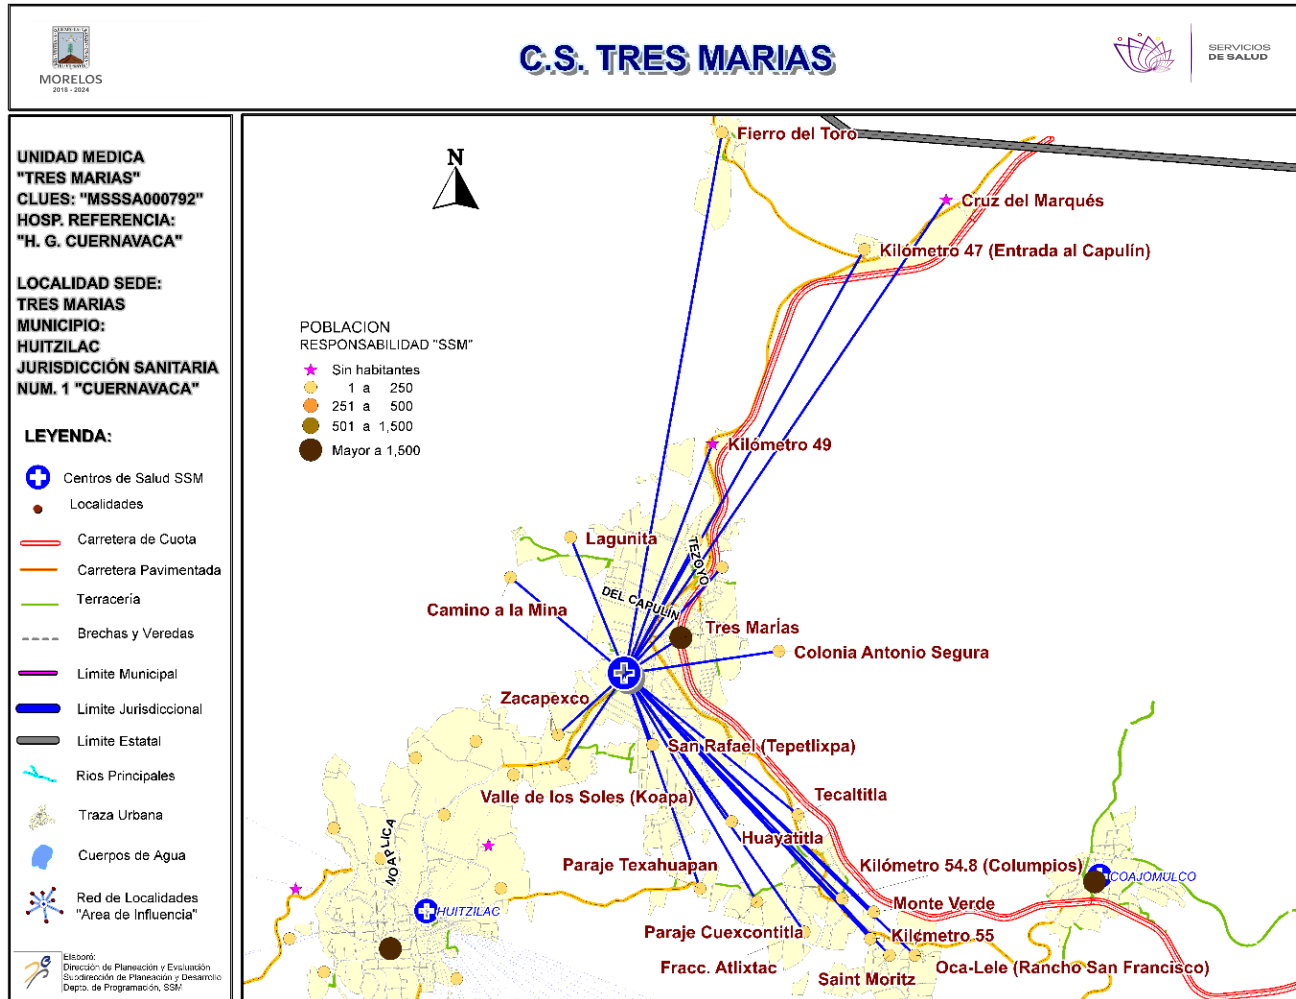 MORELOS
2018 - 2024
C.S. TRES MARIAS
SERVICIOS
DE SALUD
UNIDAD MEDICA
"TRES MARIAS"
CLUES: "MSSSA000792"
HOSP. REFERENCIA:
"H. G. CUERNAVACA"
LOCALIDAD SEDE:
TRES MARIAS
MUNICIPIO:
HUITZILAC
JURISDICCIÓN SANITARIA
NUM. 1 "CUERNAVACA"
LEYENDA:
Centros de Salud SSM
Localidades
Carretera de Cuota
Carretera Pavimentada
Terracería
Brechas y Veredas
Límite Municipal
Limite Jurisdiccional
Límite Estatal
Rios Principales
Traza Urbana
Cuerpos de Agua
Red de Localidades
"Area de Influencia"
Elaboró:
Dirección de Planeación y Evaluación
Subdirección de Planeación y Desarrollo
Depto. de Programación, SSM
N
POBLACION
RESPONSABILIDAD "SSM"
Sin habitantes
1 a 250
251 a 500
501 a 1,500
Mayor a 1,500
Fierro del Toro
Cruz del Marqués
Kilómetro 47 (Entrada al Capulín)
Kilómetro 49
Lagunita
TEZOYO
Camino a la Mina
DEL CAPULIN
Tres Marías
Colonia Antonio Segura
Zacapexco
San Rafael (Tepetlixpa)
Valle de los Soles (Koapa)
Tecaltitla
Huayatitla
NOAPLICA
Paraje Texahuapan
Kilómetro 54.8 (Columpios)
COAJOMULCO
HUITZILAC
Monte Verde
Paraje Cuexcontitla
Kilómetro 55
Fracc. Atlixtac
Saint Moritz
Oca-Lele (Rancho San Francisco)